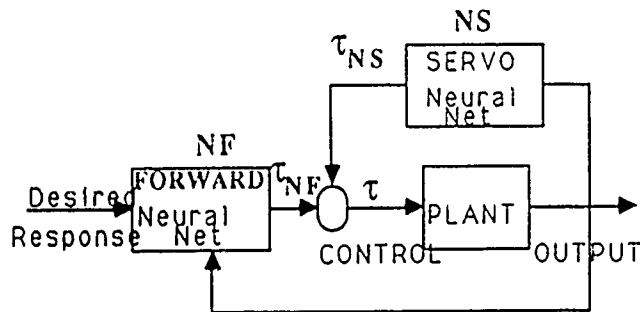 NS
τNS
SERVO
Neural
Net
NF
FORWARD
τNF
τ
Desired
Neural
Net
Response
PLANT
CONTROL
OUTPUT